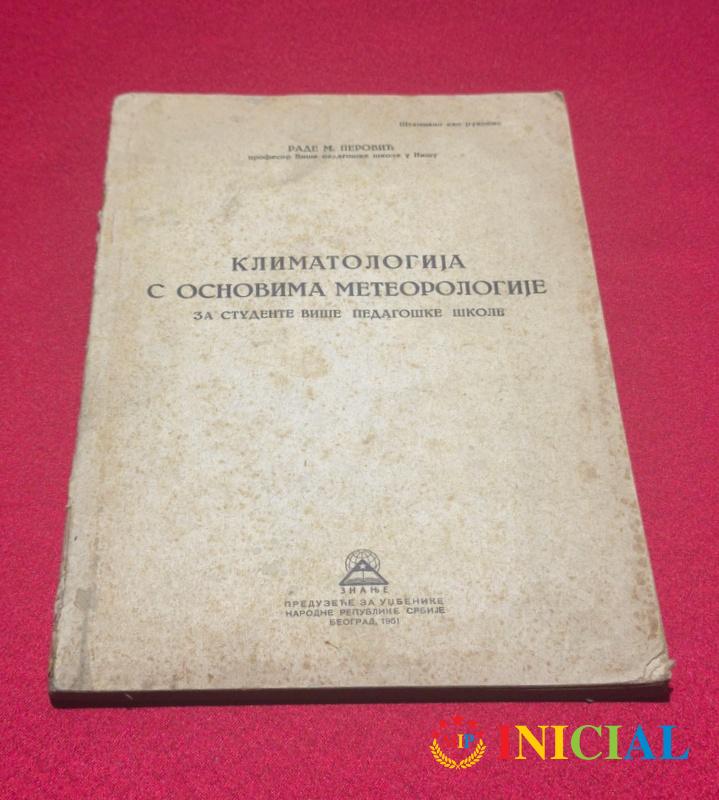 Штампано као рукопис
РАДЕ М. ПЕРОВИЋ
професор Више педагошке школе у Нишу
КЛИМАТОЛОГИЈА
С ОСНОВИМА МЕТЕОРОЛОГИЈЕ
ЗА СТУДЕНТЕ ВИШЕ ПЕДАГОШКЕ ШКОЛЕ
ЗНАЊЕ
ПРЕДУЗЕЋЕ ЗА УЏБЕНИКЕ
НАРОДНЕ РЕПУБЛИКЕ СРБИЈЕ
БЕОГРАД, 1951
IP INICIAL